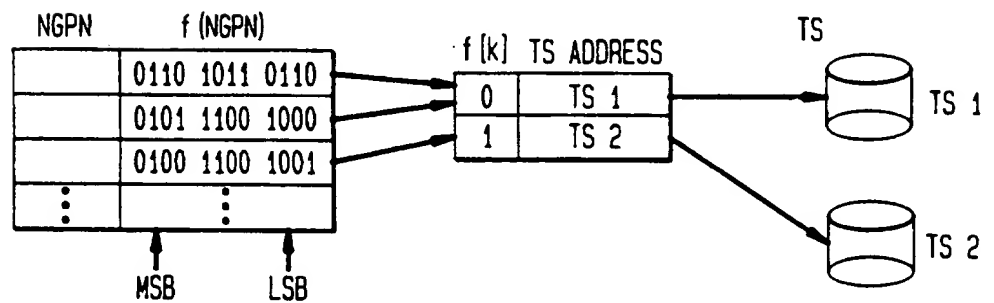 NGPN f (NGPN)
0110 1011 0110
0101 1100 1000
0100 1100 1001
MSB LSB
f [k] TS ADDRESS
0 TS 1
1 TS 2
TS
TS 1
TS 2